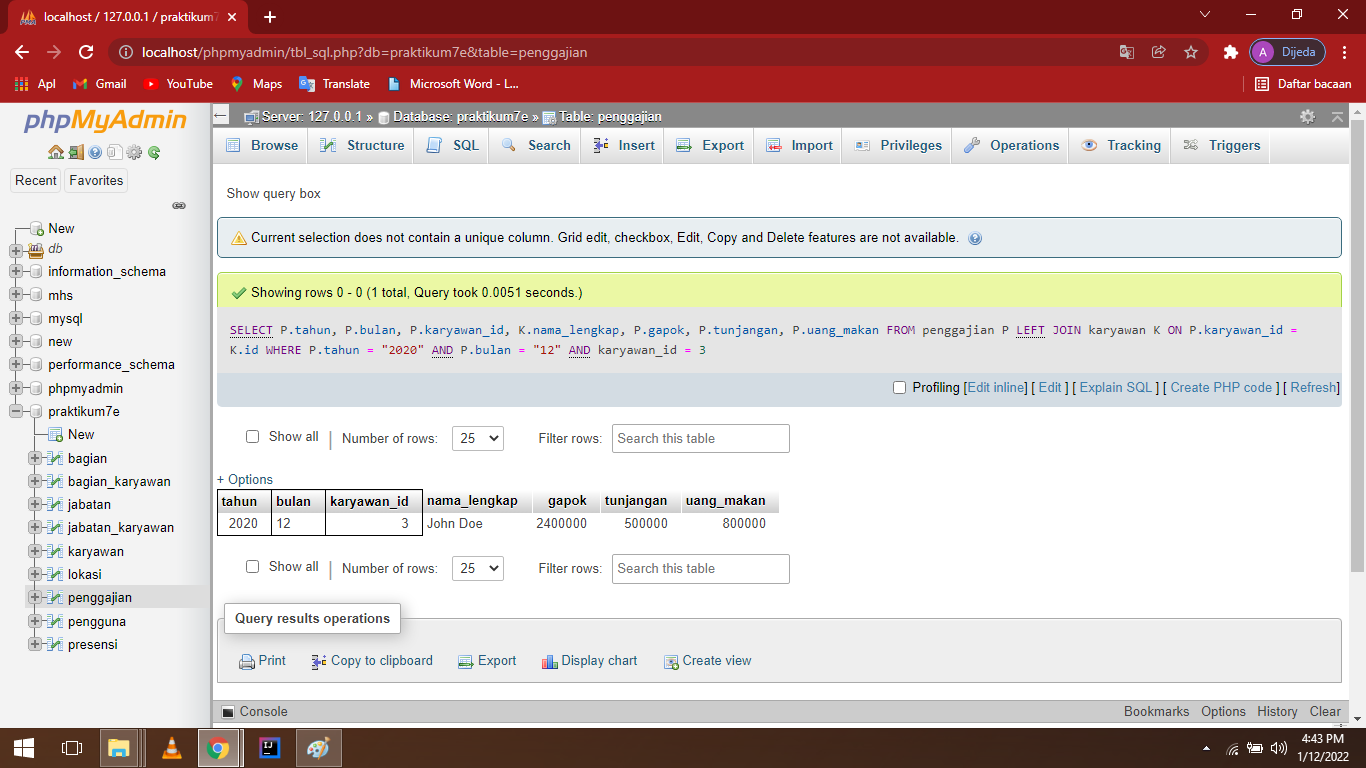 localhost / 127.0.0.1 / praktikum7
localhost/phpmyadmin/tbl_sql.php?db=praktikum7e&table=penggajian
A Dijeda
Apl Gmail YouTube Maps Translate Microsoft Word - L... Daftar bacaan
phpMyAdmin
Recent Favorites
New
db
information_schema
mhs
mysql
new
performance_schema
phpmyadmin
praktikum7e
New
bagian
bagian_karyawan
jabatan
jabatan_karyawan
karyawan
lokasi
penggajian
pengguna
presensi
Server: 127.0.0.1 » Database: praktikum7e » Table: penggajian
Browse Structure SQL Search Insert Export Import Privileges Operations Tracking Triggers
Show query box
Current selection does not contain a unique column. Grid edit, checkbox, Edit, Copy and Delete features are not available.
Showing rows 0 - 0 (1 total, Query took 0.0051 seconds.)
SELECT P.tahun, P.bulan, P.karyawan_id, K.nama_lengkap, P.gapok, P.tunjangan, P.uang_makan FROM penggajian P LEFT JOIN karyawan K ON P.karyawan_id =
K.id WHERE P.tahun = "2020" AND P.bulan = "12" AND karyawan_id = 3
Profiling [Edit inline] [ Edit ] [ Explain SQL ] [ Create PHP code ] [ Refresh]
Show all | Number of rows: 25 Filter rows: Search this table
+ Options
tahun bulan karyawan_id nama_lengkap gapok tunjangan uang_makan
2020 12 3 John Doe 2400000 500000 800000
Show all | Number of rows: 25 Filter rows: Search this table
Query results operations
Print Copy to clipboard Export Display chart Create view
Console Bookmarks Options History Clear
4:43 PM
1/12/2022